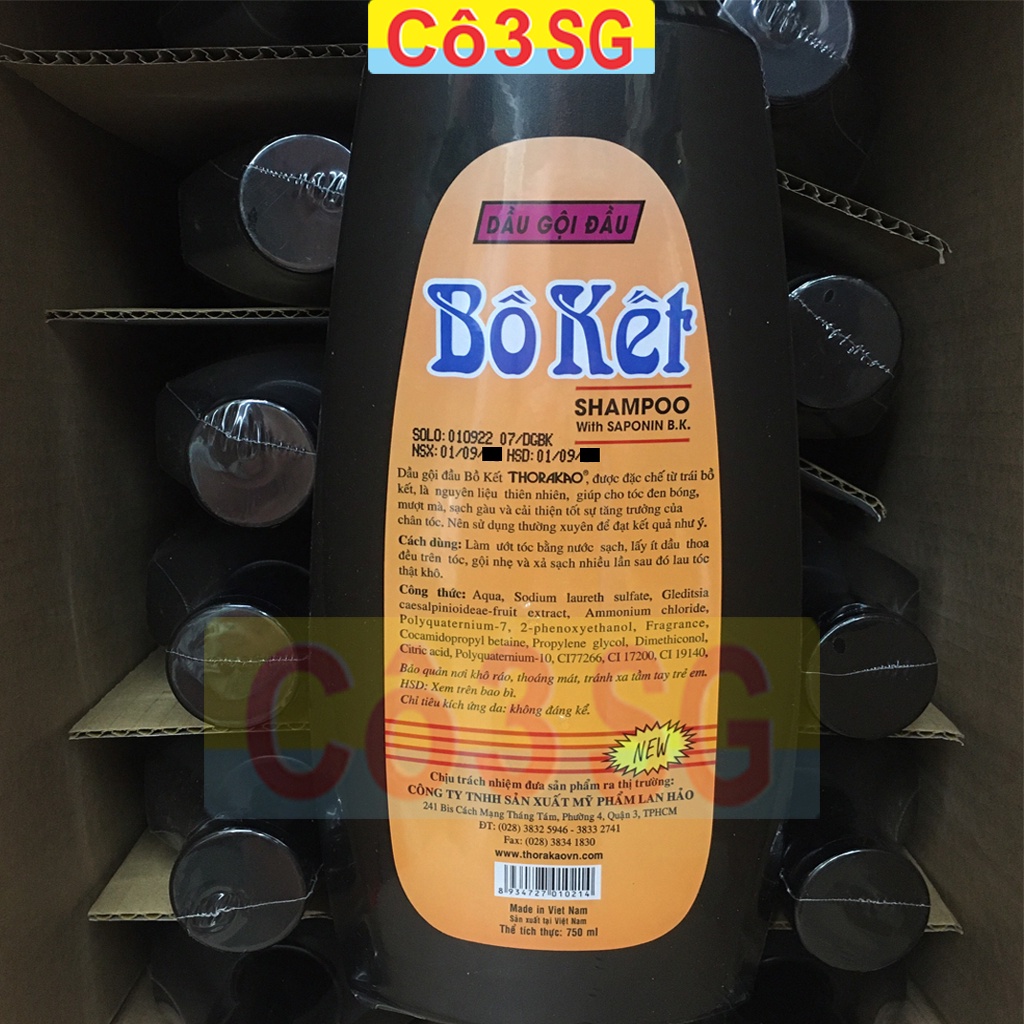 Cô3SG
DẦU GỘI ĐẦU
Bồ Kết
SHAMPOO
With SAPONIN B.K.
SOLO: 010922 07/DGBK
NSX: 01/09/ HSD: 01/09/
Dầu gội đầu Bồ Kết THORAKAO®, được đặc chế từ trái bồ
kết, là nguyên liệu thiên nhiên, giúp cho tóc đen bóng,
mượt mà, sạch gàu và cải thiện tốt sự tăng trưởng của
chân tóc. Nên sử dụng thường xuyên để đạt kết quả như ý.
Cách dùng: Làm ướt tóc bằng nước sạch, lấy ít dầu thoa
đều trên tóc, gội nhẹ và xả sạch nhiều lần sau đó lau tóc
thật khô.
Công thức: Aqua, Sodium laureth sulfate, Gleditsia
caesalpinioideae-fruit extract, Ammonium chloride,
Polyquaternium-7, 2-phenoxyethanol, Fragrance,
Cocamidopropyl betaine, Propylene glycol, Dimethiconol,
Citric acid, Polyquaternium-10, CI77266, CI 17200, CI 19140,
Bảo quản nơi khô ráo, thoáng mát, tránh xa tầm tay trẻ em.
HSD: Xem trên bao bì.
Chỉ tiêu kích ứng da: không đáng kể.
Cô3SG
NEW
Chịu trách nhiệm đưa sản phẩm ra thị trường:
CÔNG TY TNHH SẢN XUẤT MỸ PHẨM LAN HẢO
241 Bis Cách Mạng Tháng Tám, Phường 4, Quận 3, TPHCM
ĐT: (028) 3832 5946 - 3833 2741
Fax: (028) 3834 1830
www.thorakaovn.com
8 934727 010214
Made in Viet Nam
Sản xuất tại Việt Nam
Thể tích thực: 750 ml